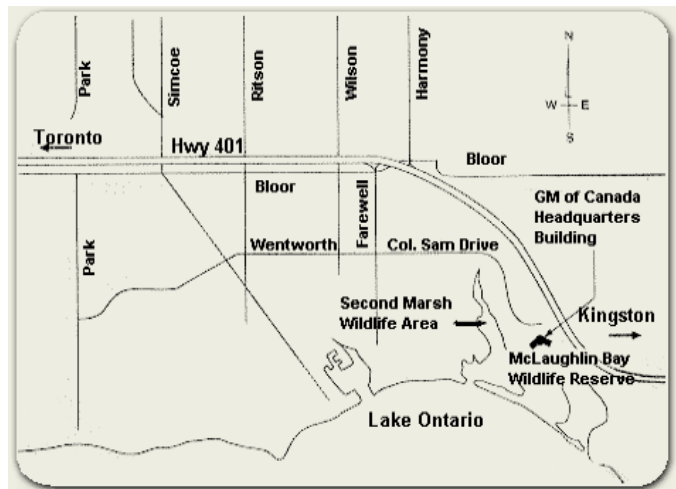 Park
Simcoe
Ritson
Wilson
Harmony
N
W E
S
Toronto
Hwy 401
Bloor
Bloor
GM of Canada
Headquarters
Building
Park
Farewell
Wentworth
Col. Sam Drive
Second Marsh
Wildlife Area
Kingston
McLaughlin Bay
Wildlife Reserve
Lake Ontario